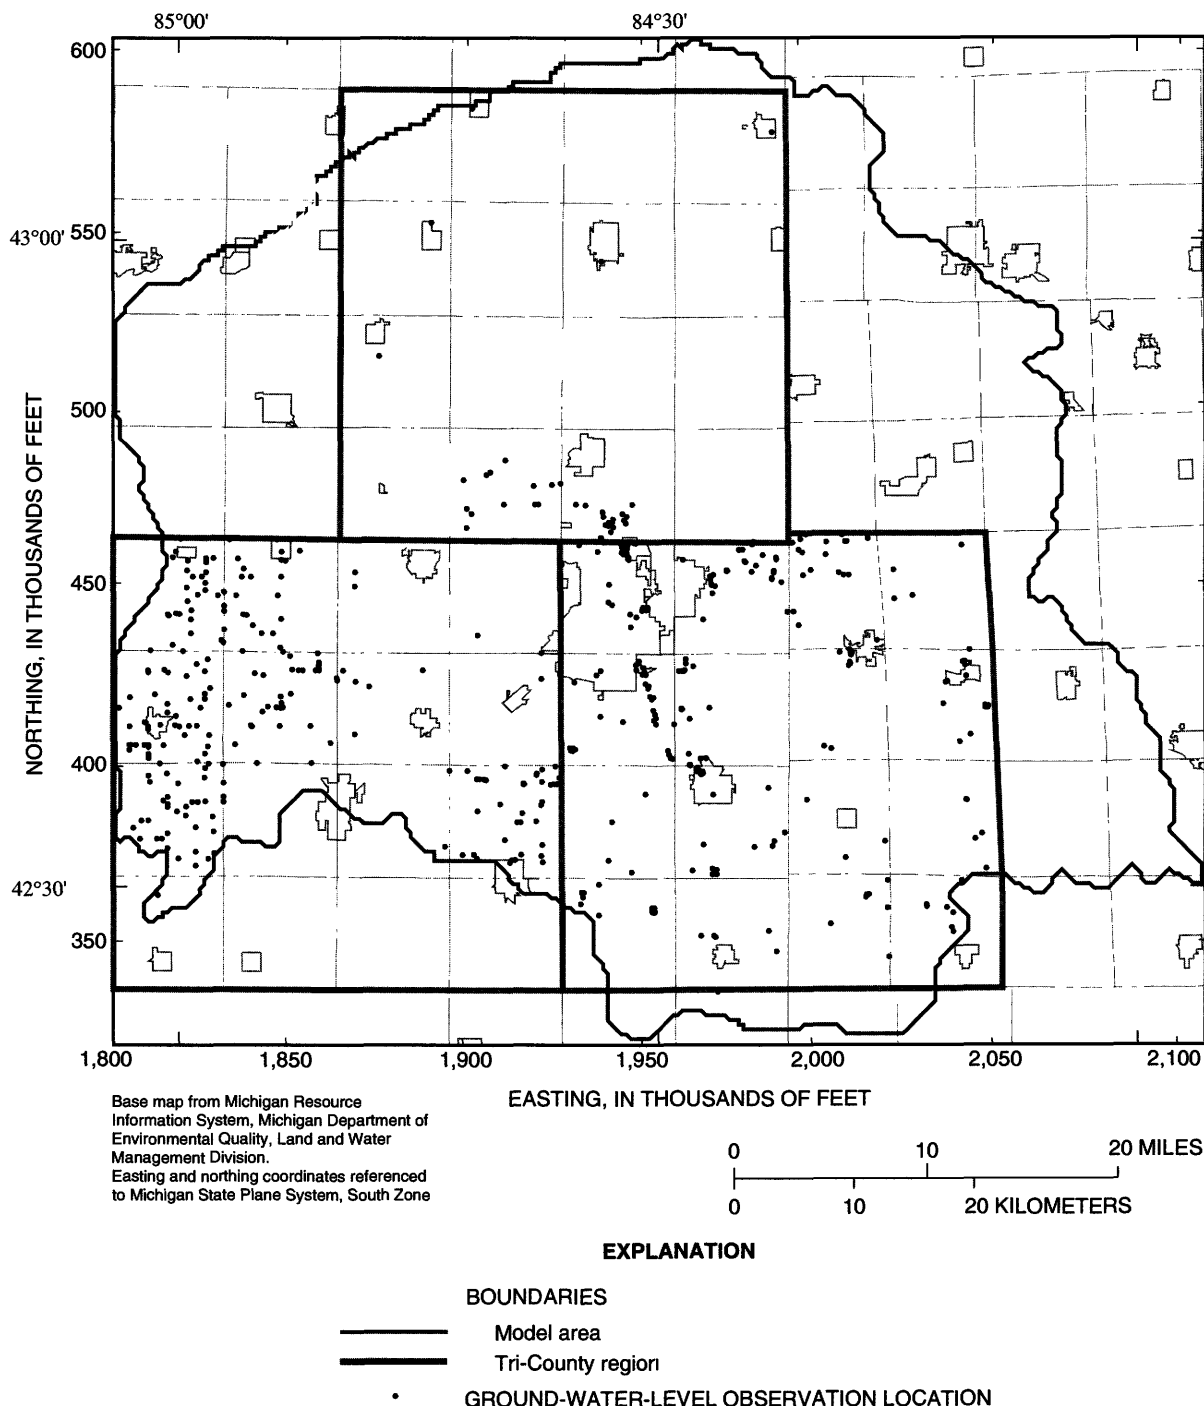 85°00' 84°30'
600
43°00' 550
500
450
400
42°30'
350
NORTHING, IN THOUSANDS OF FEET
1,800 1,850 1,900 1,950 2,000 2,050 2,100
EASTING, IN THOUSANDS OF FEET
Base map from Michigan Resource
Information System, Michigan Department of
Environmental Quality, Land and Water
Management Division.
Easting and northing coordinates referenced
to Michigan State Plane System, South Zone
0 10 20 MILES
0 10 20 KILOMETERS
EXPLANATION
BOUNDARIES
Model area
Tri-County region
GROUND-WATER-LEVEL OBSERVATION LOCATION